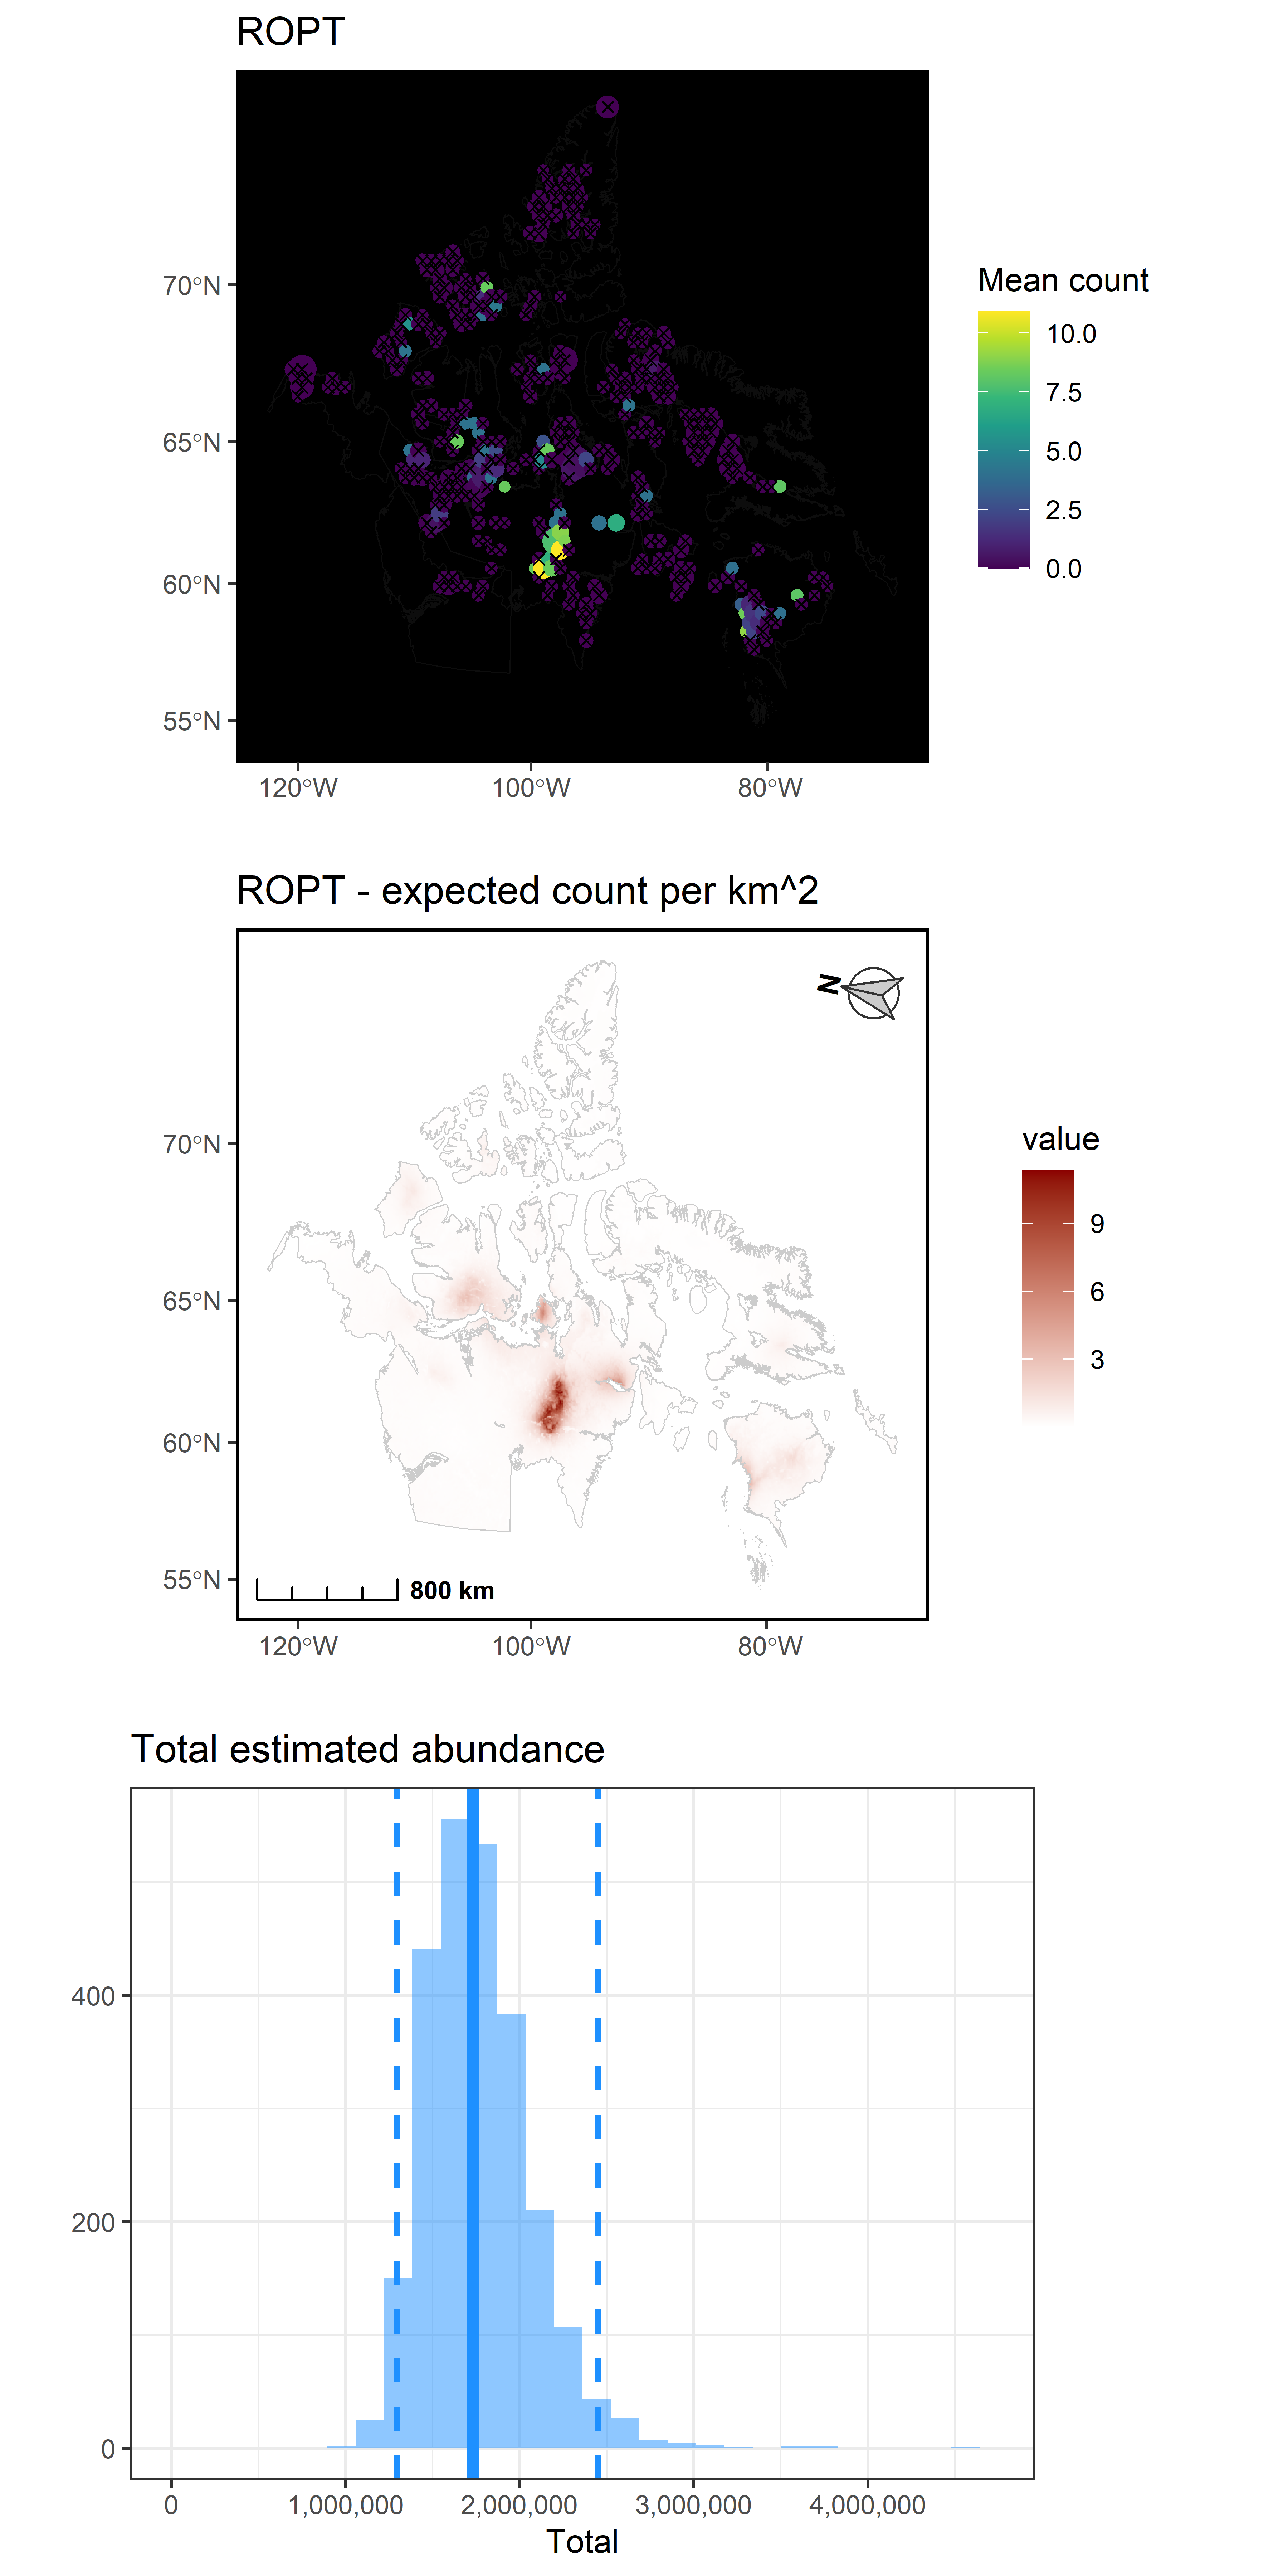 ROPT
70°N
65°N
60°N
55°N
120°W 100°W 80°W
Mean count
10.0
7.5
5.0
2.5
0.0
ROPT - expected count per km^2
N
70°N
65°N
60°N
55°N
800 km
120°W 100°W 80°W
value
9
6
3
Total estimated abundance
400
200
0
0 1,000,000 2,000,000 3,000,000 4,000,000
Total